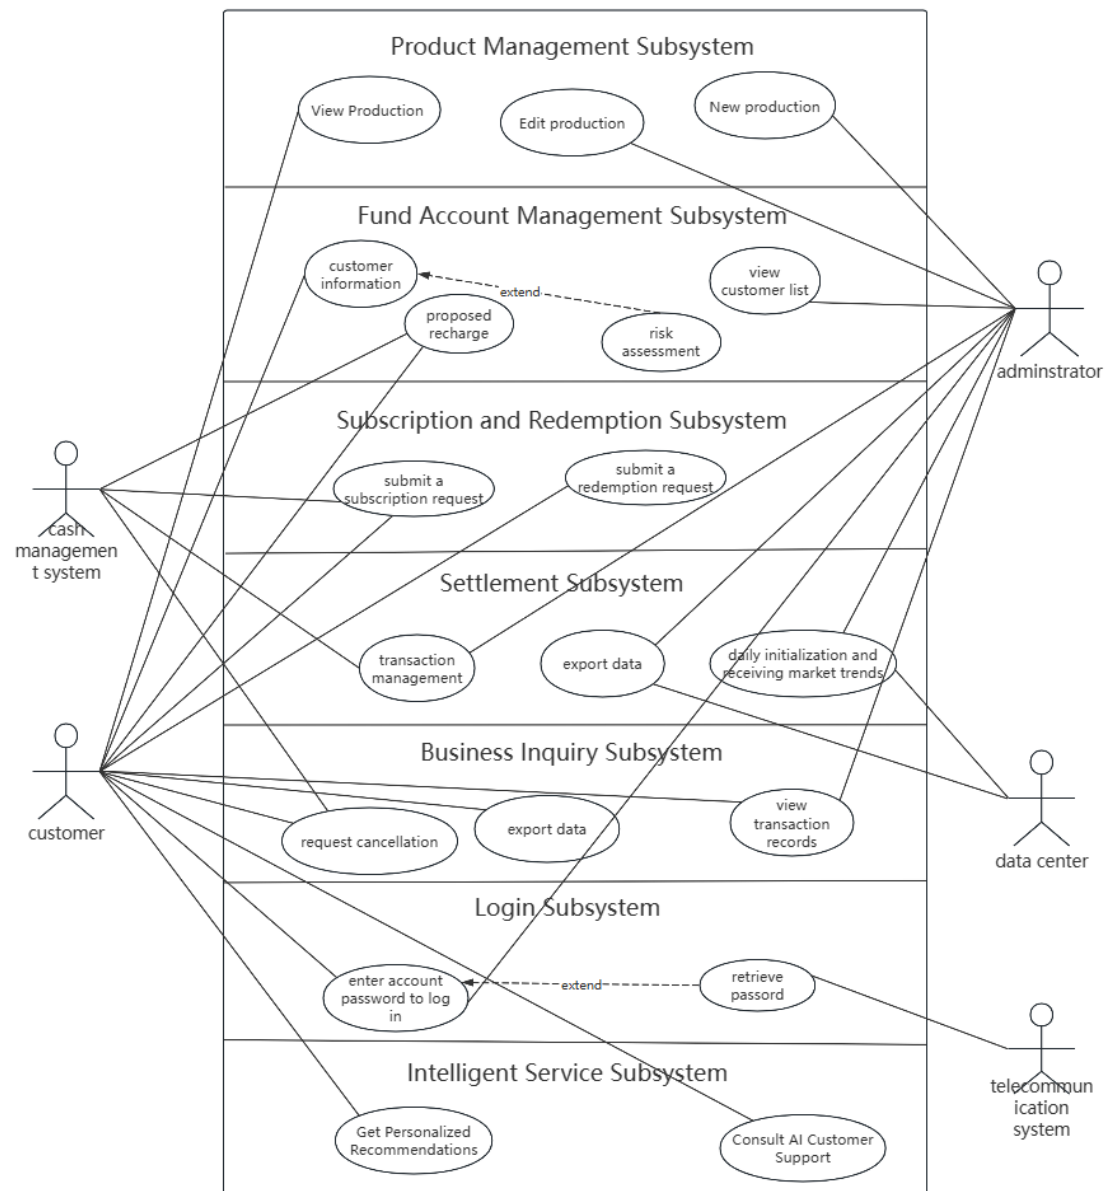 Product Management Subsystem
View Production
Edit production
New production
Fund Account Management Subsystem
customer
information
extend
proposed
recharge
risk
assessment
view
customer list
adminstrator
Subscription and Redemption Subsystem
submit a
subscription request
submit a
redemption request
cash
managemen
t system
Settlement Subsystem
transaction
management
export data
daily initialization and
receiving market trends
customer
Business Inquiry Subsystem
request cancellation
export data
view
transaction
records
data center
Login Subsystem
enter account
password to log
in
extend
retrieve
passord
telecommun
ication
system
Intelligent Service Subsystem
Get Personalized
Recommendations
Consult AI Customer
Support